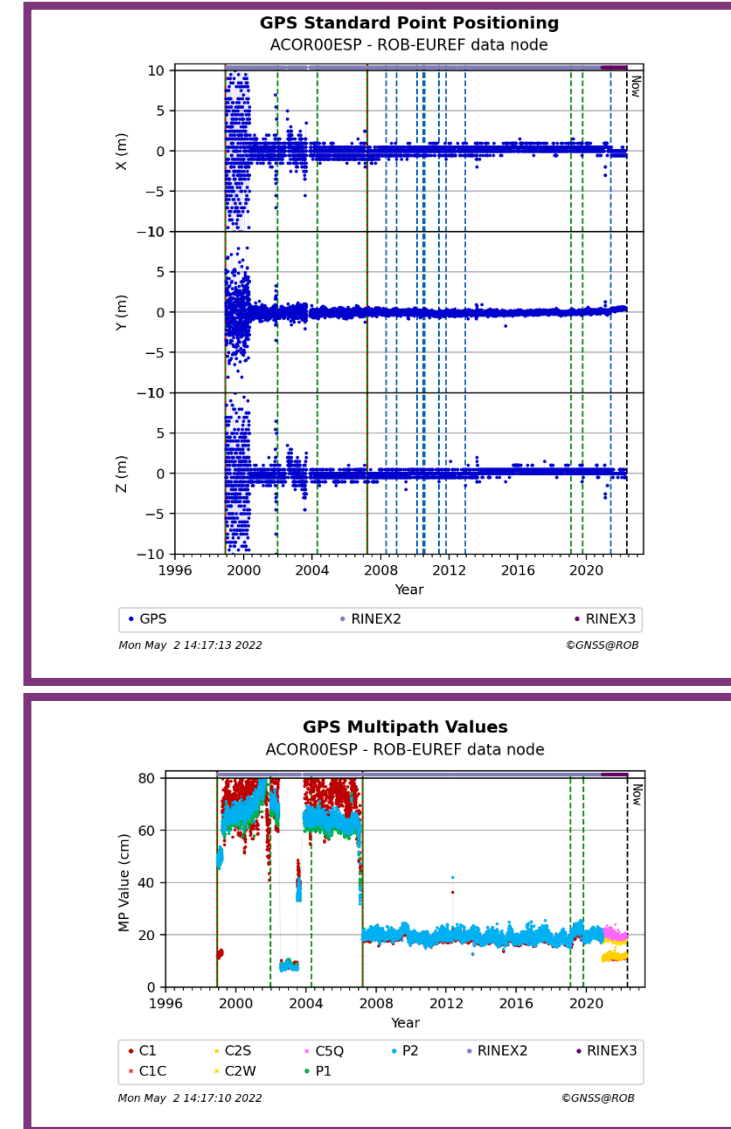 GPS Standard Point Positioning
ACOR00ESP - ROB-EUREF data node
Now
10
5
0
−5
−10
X (m)
5
0
−5
−10
Y (m)
5
0
−5
−10
Z (m)
1996 2000 2004 2008 2012 2016 2020
Year
GPS RINEX2 RINEX3
Mon May 2 14:17:13 2022 ©GNSS@ROB
GPS Multipath Values
ACOR00ESP - ROB-EUREF data node
Now
80
60
40
20
0
MP Value (cm)
1996 2000 2004 2008 2012 2016 2020
Year
C1 C2S C5Q P2 RINEX2 RINEX3
C1C C2W P1
Mon May 2 14:17:10 2022 ©GNSS@ROB